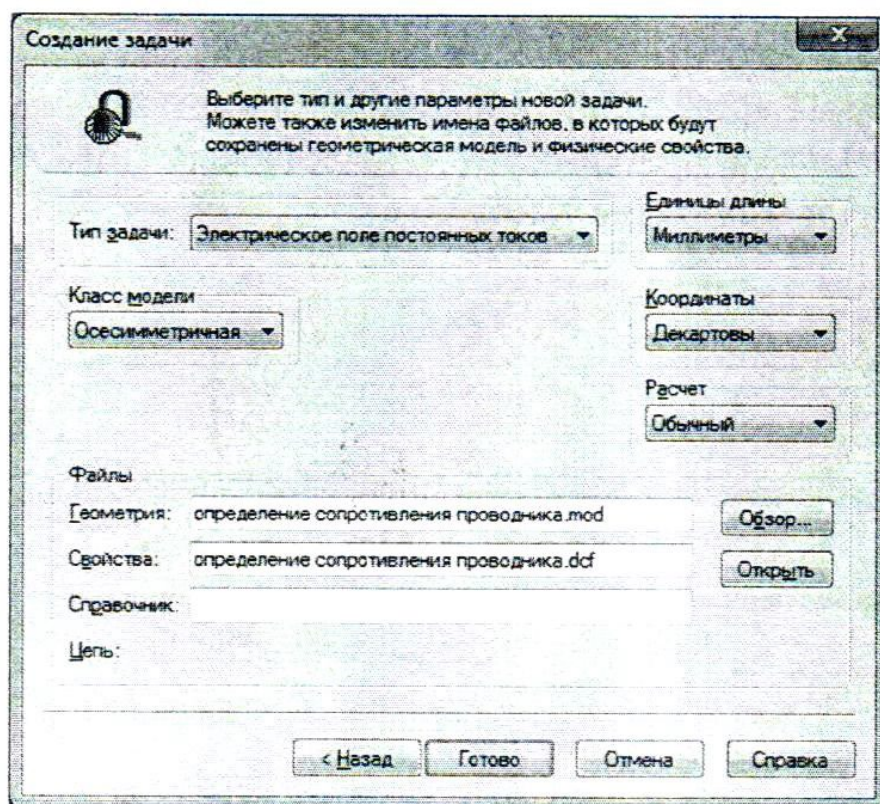 Создание задачи
Выберите тип и другие параметры новой задачи.
Можете также изменить имена файлов, в которых будут
сохранены геометрическая модель и физические свойства.
Тип задачи: Электрическое поле постоянных токов
Единицы длины
Миллиметры
Класс модели
Осесимметричная
Координаты
Декартовы
Расчет
Обычный
Файлы
Геометрия: определение сопротивления проводника.mod Обзор...
Свойства: определение сопротивления проводника.dcf Открыть
Справочник:
Цепь:
< Назад Готово Отмена Справка